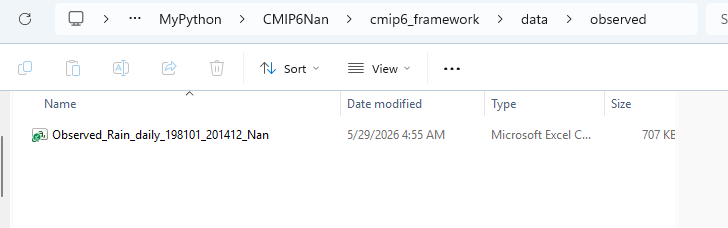 ··· MyPython CMIP6Nan cmip6_framework data observed S
Sort View ···
Name Date modified Type Size
Observed_Rain_daily_198101_201412_Nan 5/29/2026 4:55 AM Microsoft Excel C... 707 KB